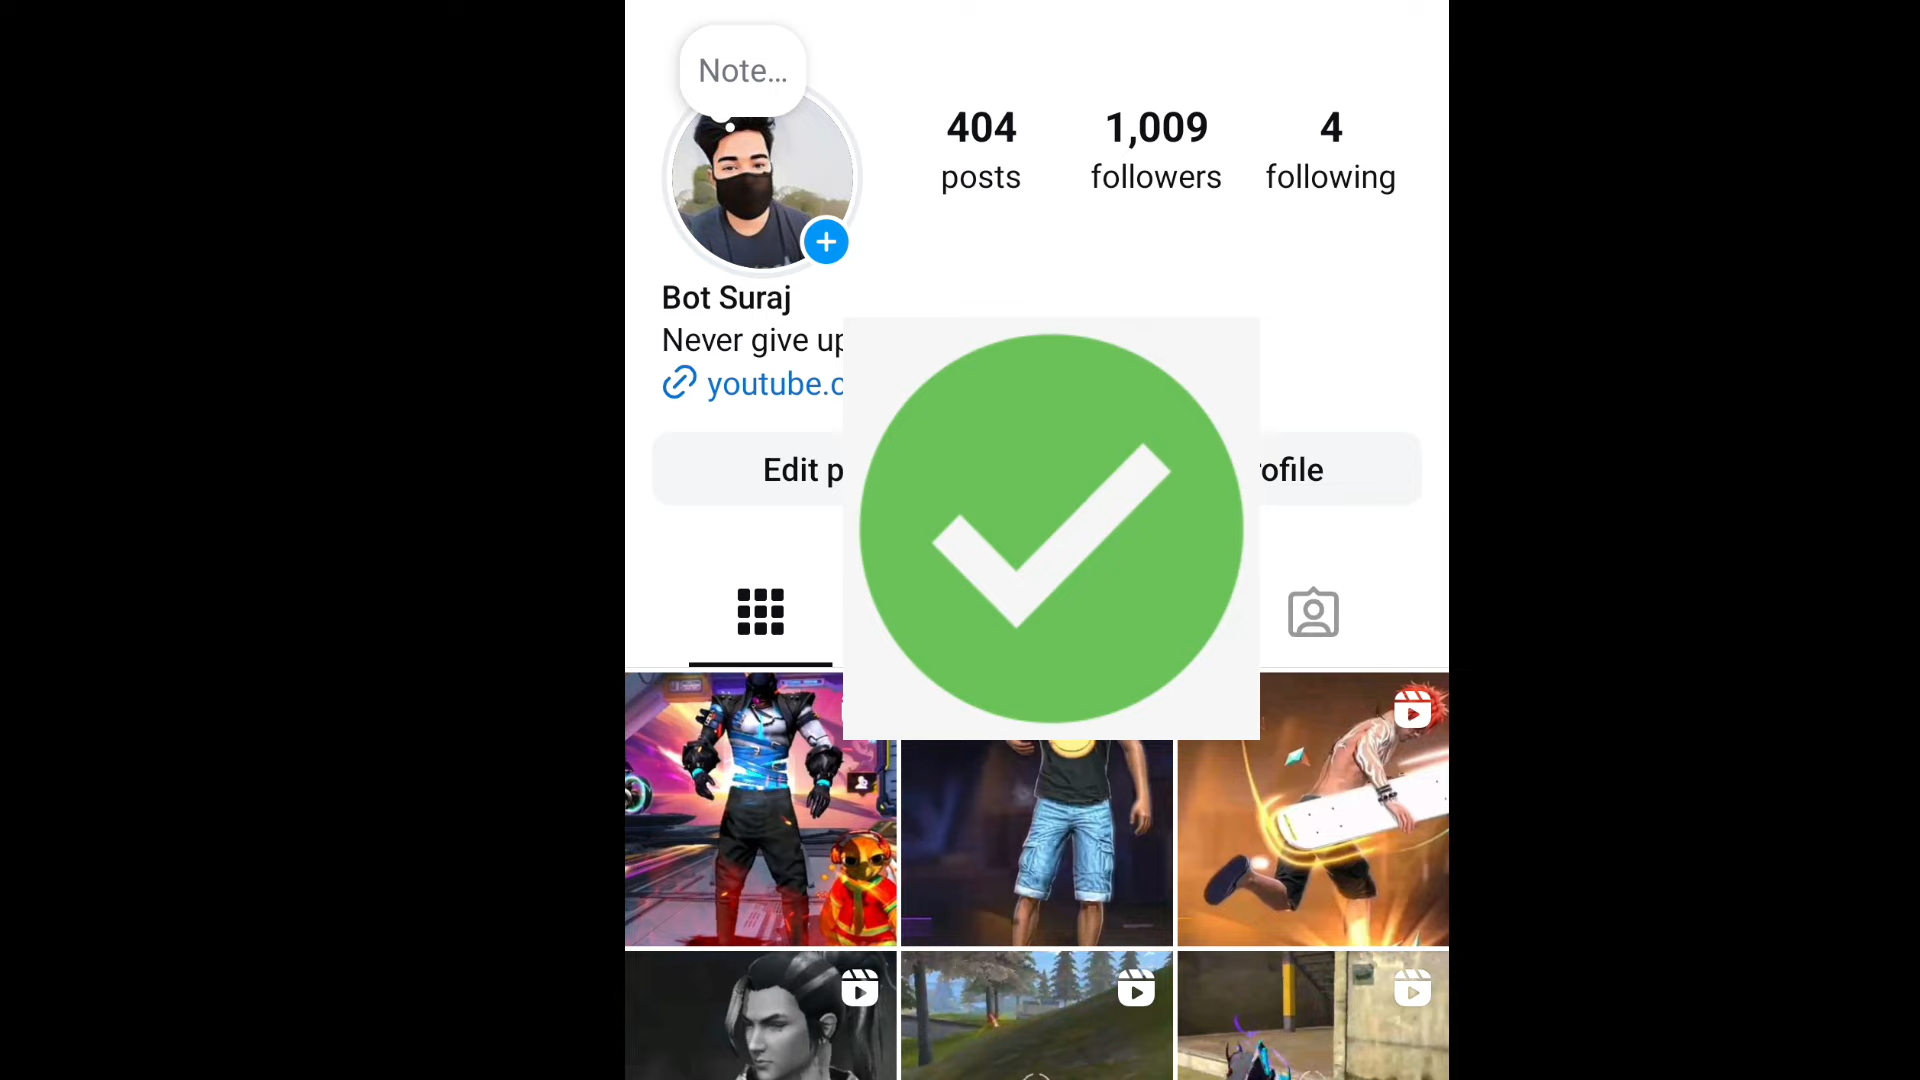 Note...
404 1,009 4
posts followers following
Bot Suraj
Never give up
youtube.c
Edit p ofile